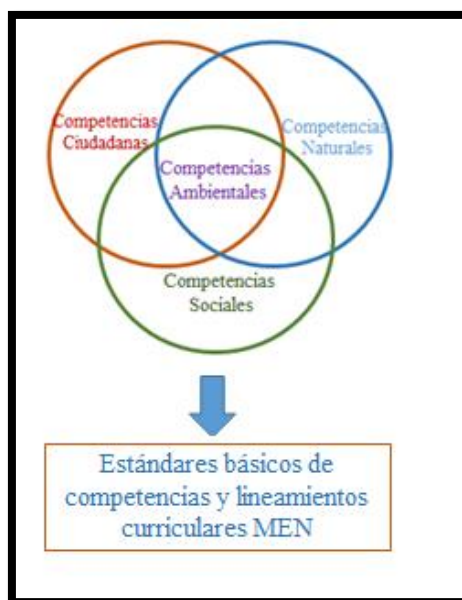 Competencias
Ciudadanas
Competencias
Naturales
Competencias
Ambientales
Competencias
Sociales
Estándares básicos de
competencias y lineamientos
curriculares MEN